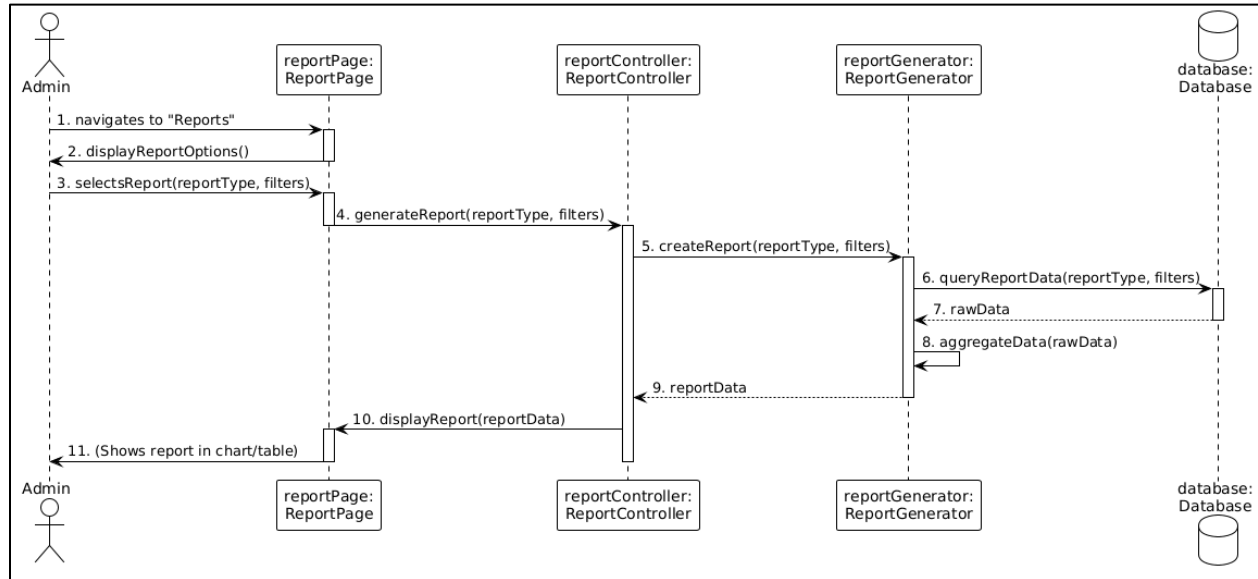 Admin
reportPage:
ReportPage
reportController:
ReportController
reportGenerator:
ReportGenerator
database:
Database
1. navigates to "Reports"
2. displayReportOptions()
3. selectsReport(reportType, filters)
4. generateReport(reportType, filters)
5. createReport(reportType, filters)
6. queryReportData(reportType, filters)
7. rawData
8. aggregateData(rawData)
9. reportData
10. displayReport(reportData)
11. (Shows report in chart/table)
Admin
reportPage:
ReportPage
reportController:
ReportController
reportGenerator:
ReportGenerator
database:
Database